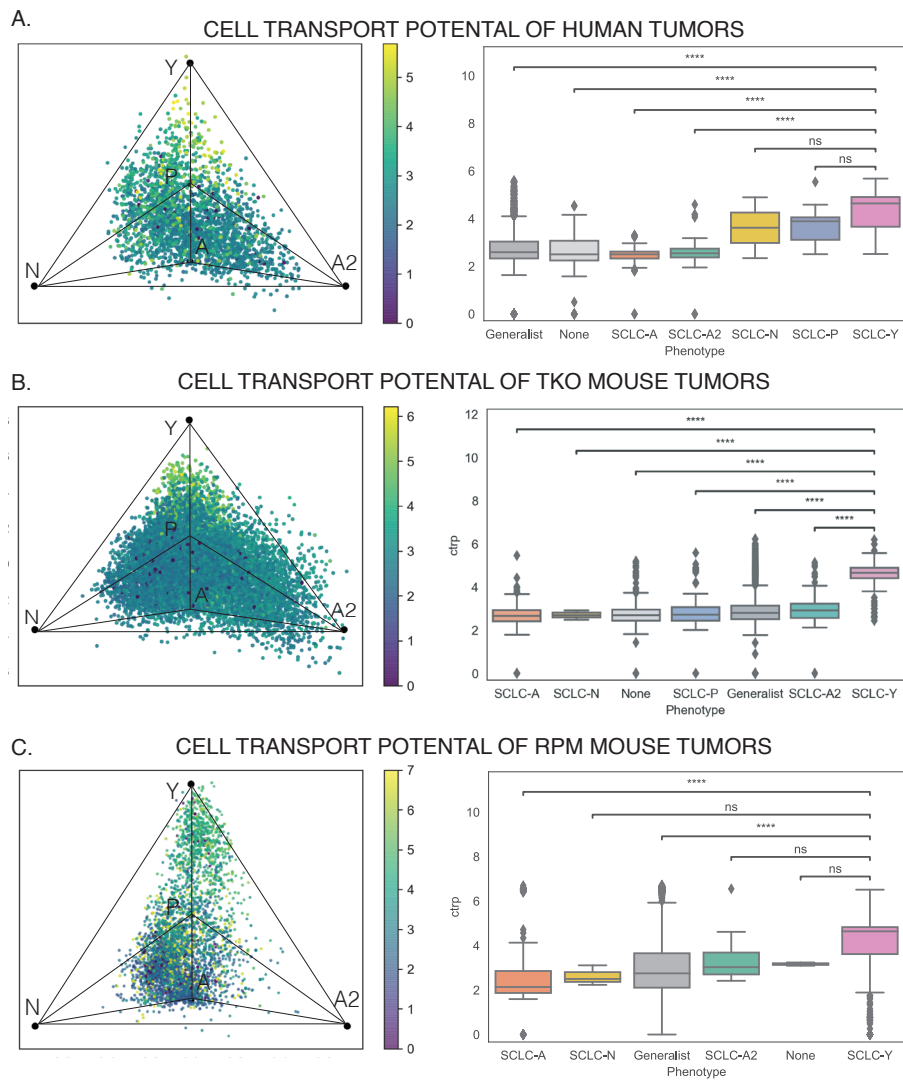 A.
CELL TRANSPORT POTENTIAL OF HUMAN TUMORS
Y
P
A
N
A2
5
4
3
2
1
0
10
8
6
4
2
0
****
****
****
****
ns
ns
Generalist None SCLC-A SCLC-A2 SCLC-N SCLC-P SCLC-Y
Phenotype
B.
CELL TRANSPORT POTENTIAL OF TKO MOUSE TUMORS
Y
P
A
N
A2
6
5
4
3
2
1
0
ctrp
12
10
8
6
4
2
0
****
****
****
****
****
****
SCLC-A SCLC-N None SCLC-P Generalist SCLC-A2 SCLC-Y
Phenotype
C.
CELL TRANSPORT POTENTIAL OF RPM MOUSE TUMORS
Y
P
A
N
A2
7
6
5
4
3
2
1
0
ctrp
10
8
6
4
2
0
****
ns
****
ns
ns
SCLC-A SCLC-N Generalist SCLC-A2 None SCLC-Y
Phenotype